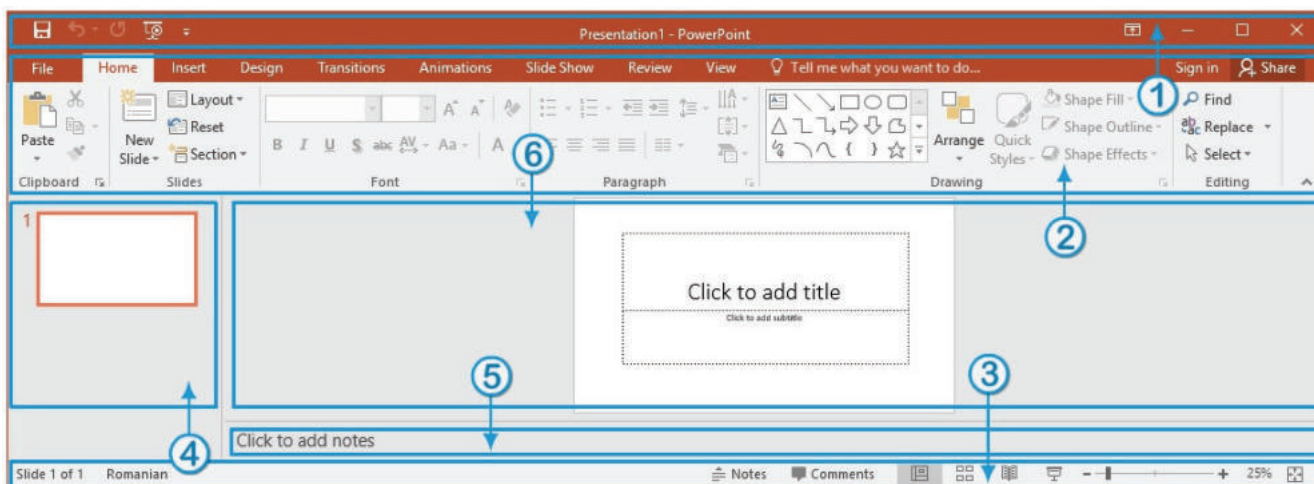 Presentation1 - PowerPoint
File Home Insert Design Transitions Animations Slide Show Review View Tell me what you want to do... Sign in Share
1
Paste
New Slide
Layout
Reset
Section
B I U S abc AV Aa A
A A
Arrange
Quick Styles
Shape Fill
Shape Outline
Shape Effects
Find
Replace
Select
Clipboard Slides Font Paragraph Drawing Editing
6
2
1
Click to add title
Click to add subtitle
5
3
4
Click to add notes
Slide 1 of 1 Romanian Notes Comments 25%